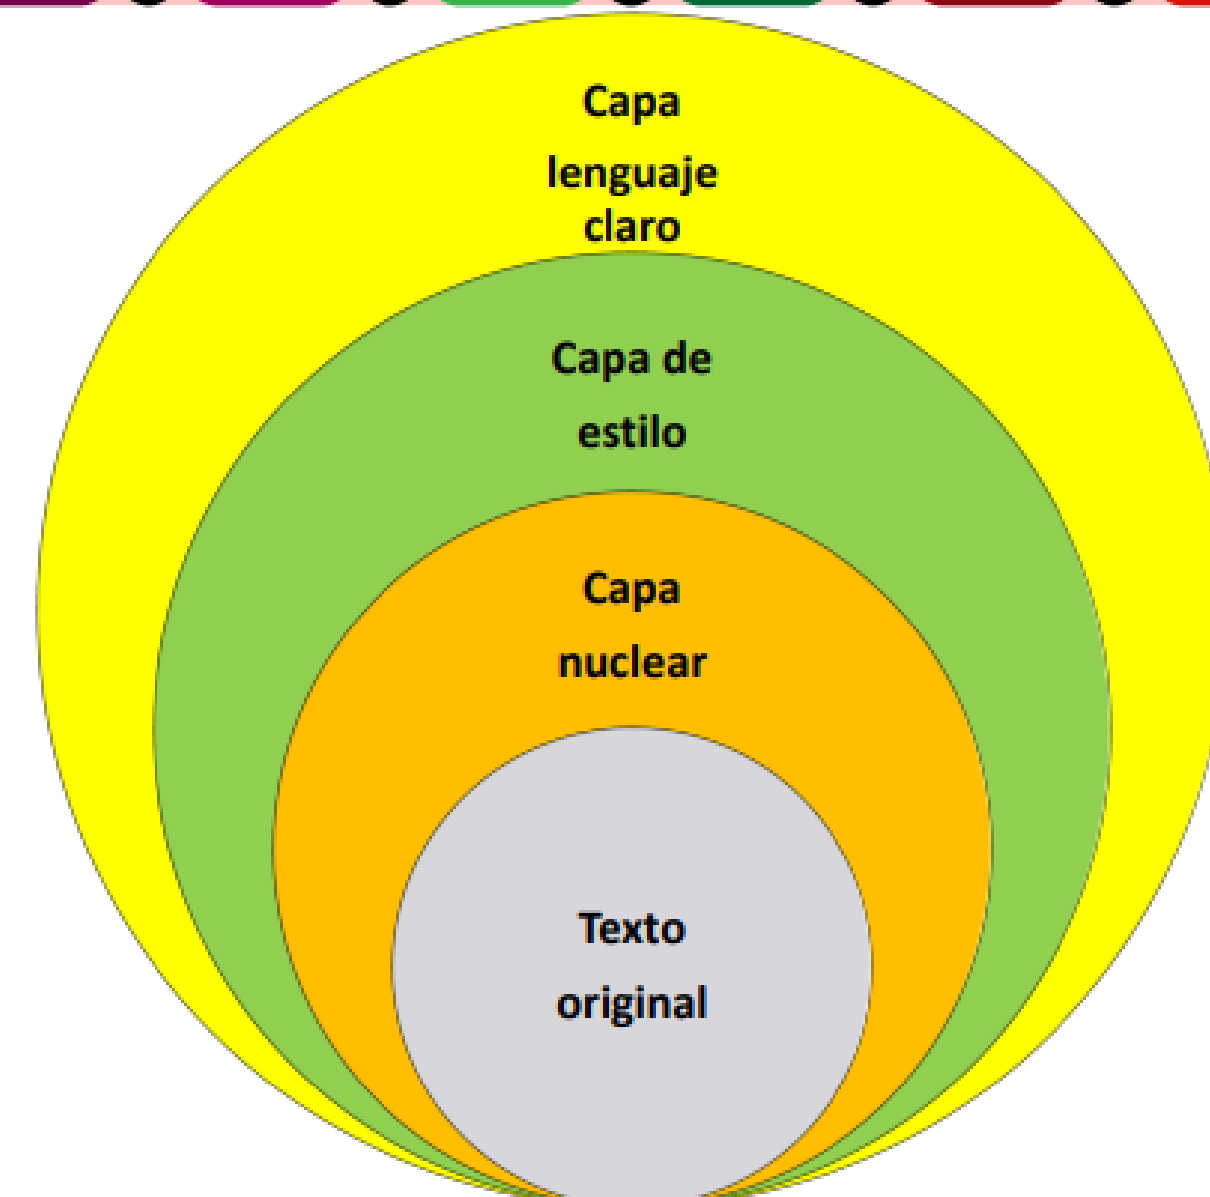 Capa
lenguaje
claro
Capa de
estilo
Capa
nuclear
Texto
original